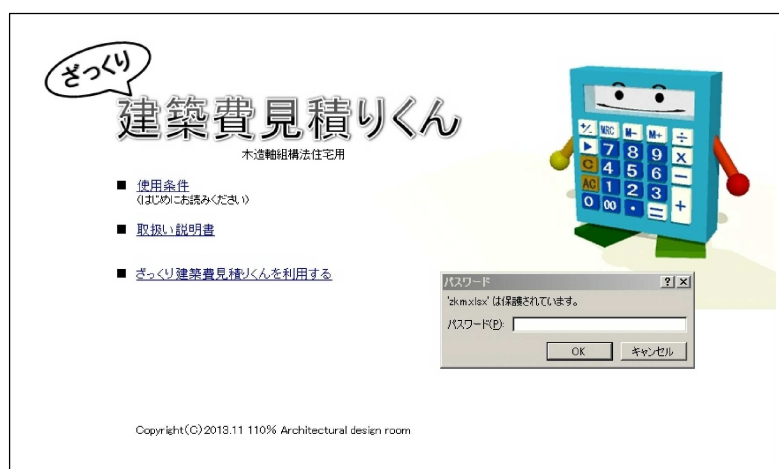 ざっくり
建築費見積りくん
木造軸組構法住宅用
■ 使用条件
(はじめにお読みください)
■ 取扱い説明書
■ ざっくり建築費見積りくんを利用する
+/- MRC M- M+ ÷
▶ 7 8 9 X
C 4 5 6 −
AC 1 2 3 +
0 00 ・ =
パスワード ? ×
'zkm.xlsx' は保護されています。
パスワード(P):
OK キャンセル
Copyright(C)2013.11 110% Architectural design room